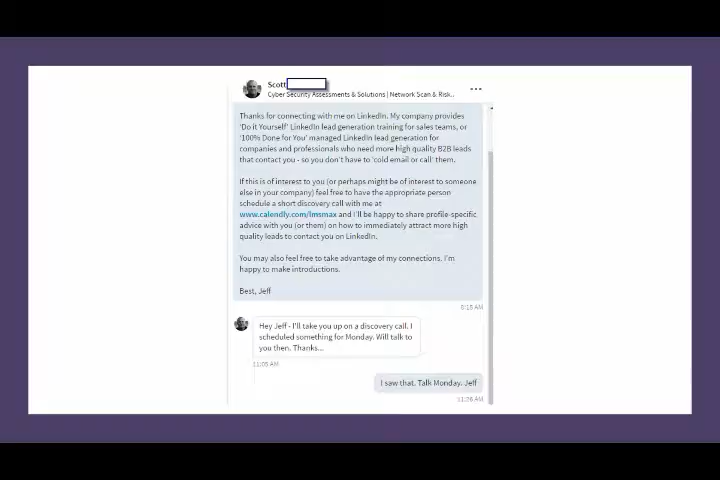 Scott
Cyber Security Assessments & Solutions | Network Scan & Risk...
Thanks for connecting with me on LinkedIn. My company provides
'Do it Yourself' LinkedIn lead generation training for sales teams, or
'100% Done for You' managed LinkedIn lead generation for
companies and professionals who need more high quality B2B leads
that contact you - so you don't have to 'cold email or call' them.
If this is of interest to you (or perhaps might be of interest to someone
else in your company) feel free to have the appropriate person
schedule a short discovery call with me at
www.calendly.com/lmsmax and I'll be happy to share profile-specific
advice with you (or them) on how to immediately attract more high
quality leads to contact you on LinkedIn.
You may also feel free to take advantage of my connections, I'm
happy to make introductions.
Best, Jeff
8:15 AM
Hey Jeff - I'll take you up on a discovery call. I
scheduled something for Monday. Will talk to
you then. Thanks...
11:05 AM
I saw that. Talk Monday. Jeff
11:26 AM